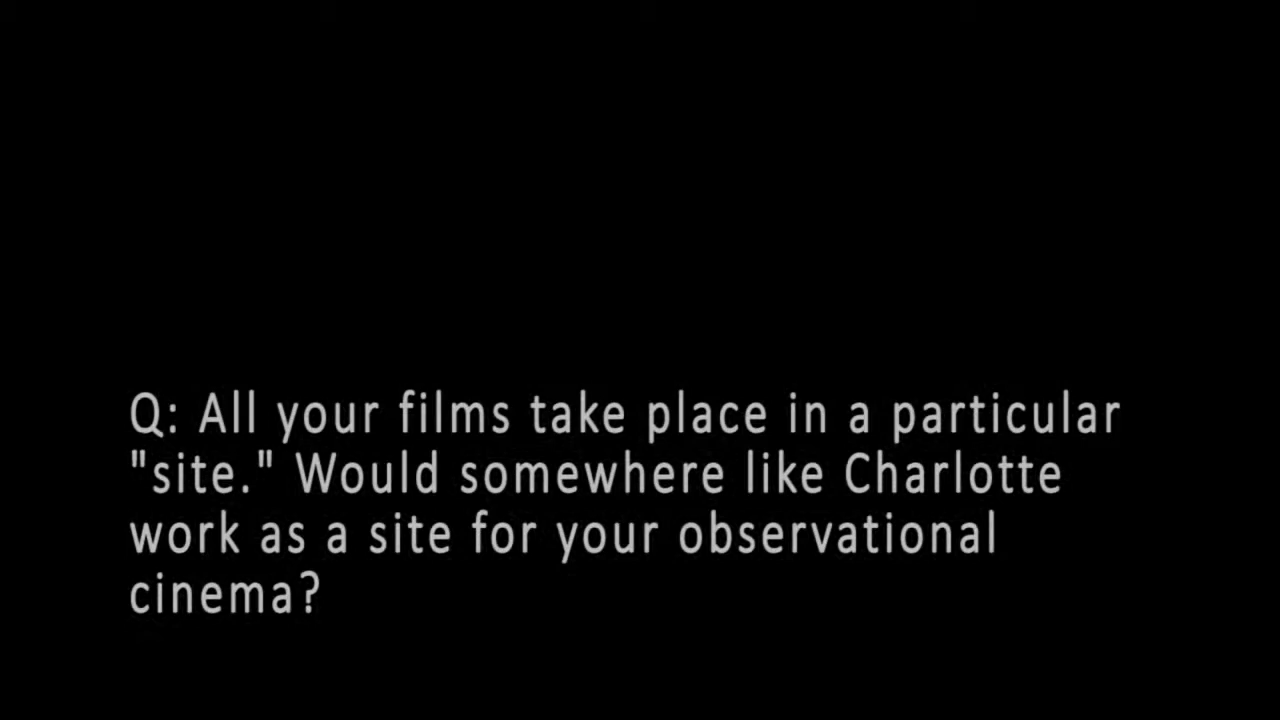 Q: All your films take place in a particular
"site." Would somewhere like Charlotte
work as a site for your observational
cinema?